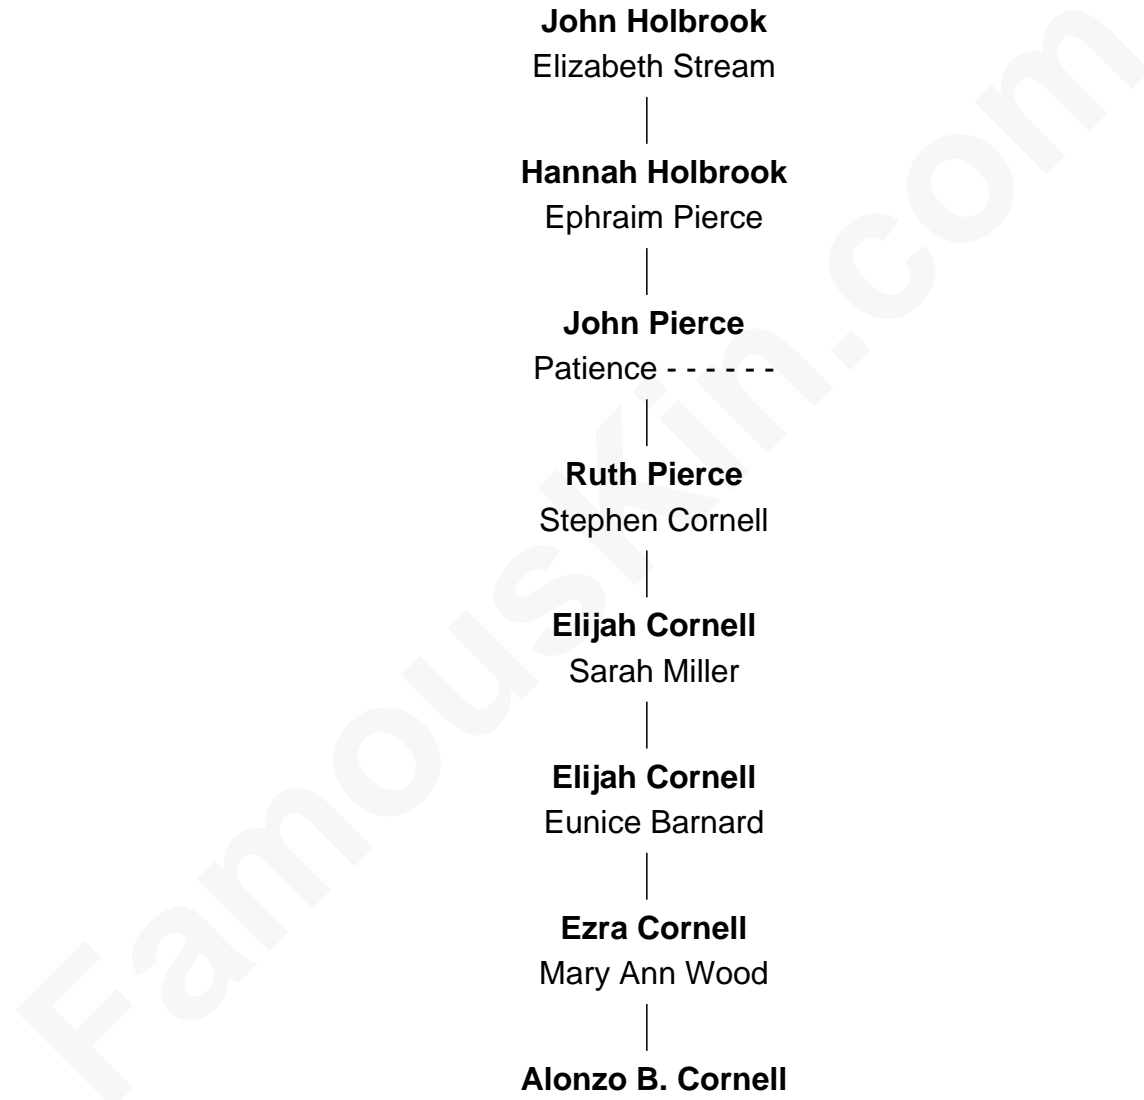 John Holbrook
Elizabeth Stream
Hannah Holbrook
Ephraim Pierce
John Pierce
Patience - - - - - -
Ruth Pierce
Stephen Cornell
Elijah Cornell
Sarah Miller
Elijah Cornell
Eunice Barnard
Ezra Cornell
Mary Ann Wood
Alonzo B. Cornell
FamousKin.com